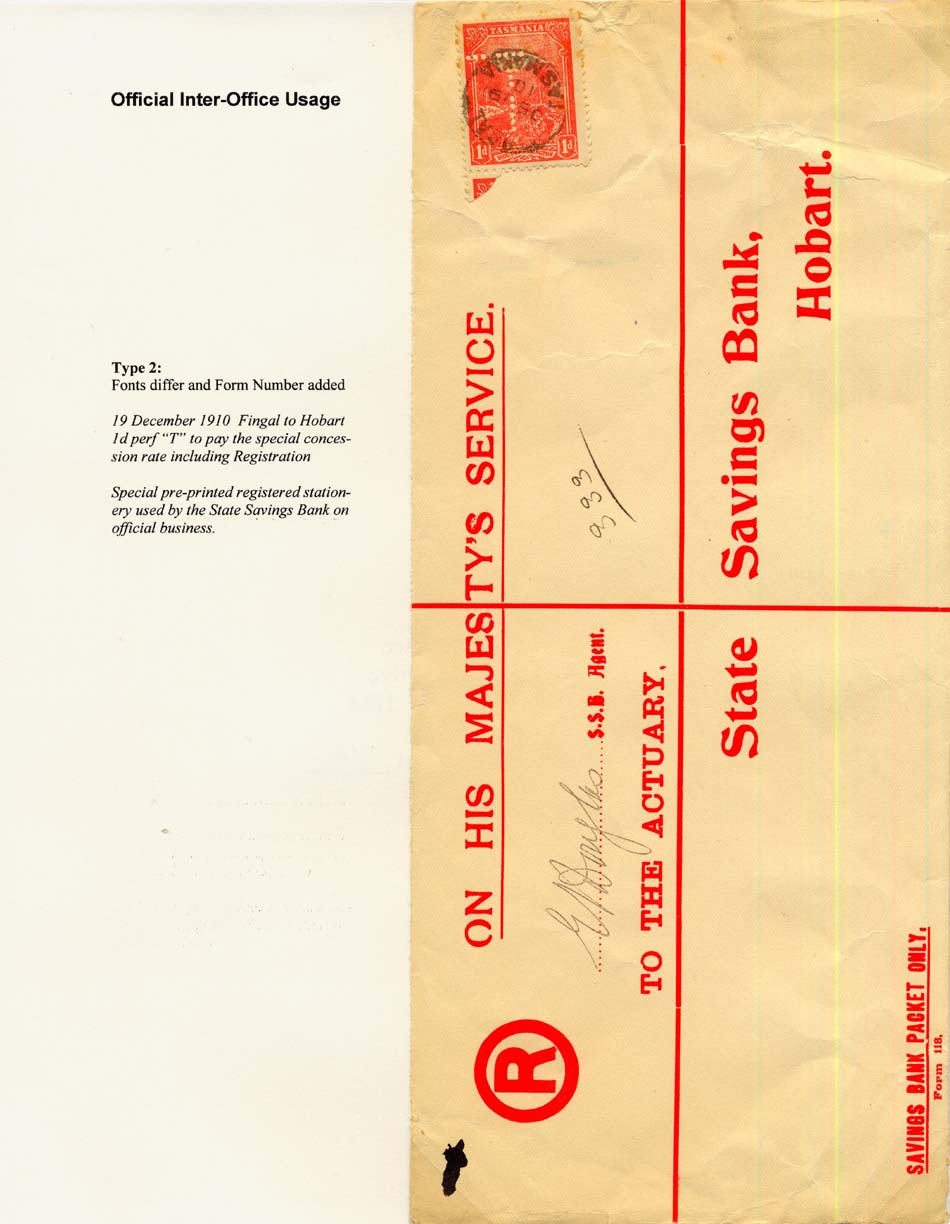 Official Inter-Office Usage
Type 2:
Fonts differ and Form Number added
19 December 1910 Fingal to Hobart
1d perf “T” to pay the special conces-
sion rate including Registration
Special pre-printed registered station-
ery used by the State Savings Bank on
official business.
TASMANIA
1d 1d
TASMANIA
ON HIS MAJESTY'S SERVICE.
333
S.S.B. Agent.
TO THE ACTUARY,
State Savings Bank,
Hobart.
R
SAVINGS BANK PACKET ONLY.
Form 118.